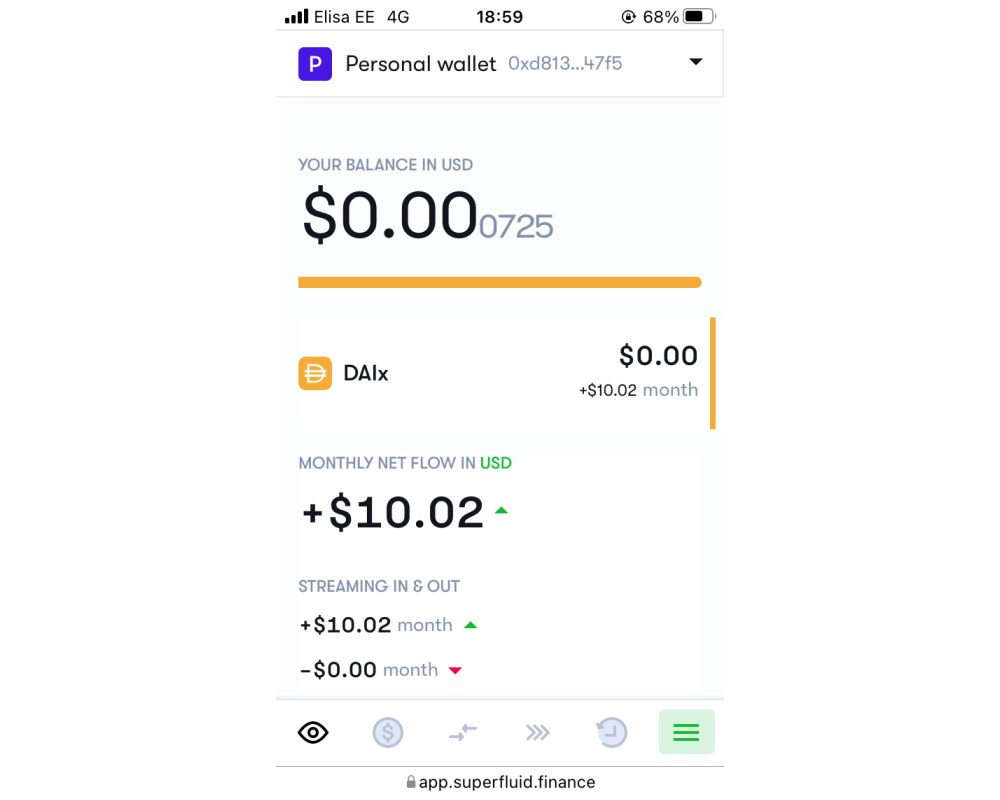 Elisa EE 4G 18:59 68%
P Personal wallet 0xd813...47f5
YOUR BALANCE IN USD
$0.000725
DAIx
$0.00
+$10.02 month
MONTHLY NET FLOW IN USD
+$10.02
STREAMING IN & OUT
+$10.02 month
-$0.00 month
app.superfluid.finance